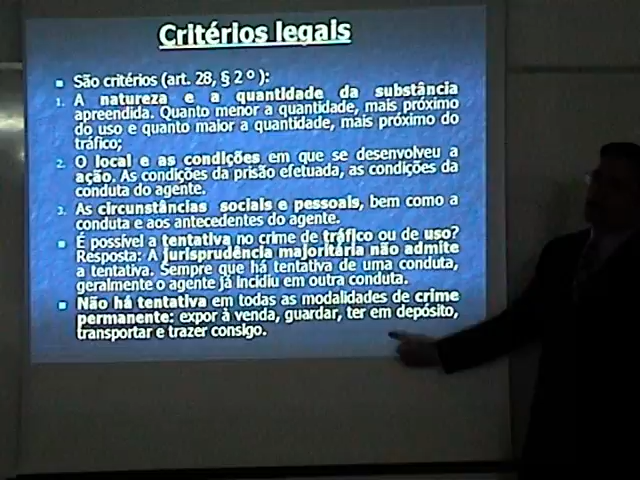 Critérios legais
São critérios (art. 28, § 2º ):
1. A natureza e a quantidade da substância
apreendida. Quanto menor a quantidade, mais próximo
do uso e quanto maior a quantidade, mais próximo do
tráfico;
2. O local e as condições em que se desenvolveu a
ação. As condições da prisão efetuada, as condições da
conduta do agente.
3. As circunstâncias sociais e pessoais, bem como a
conduta e aos antecedentes do agente.
É possível a tentativa no crime de tráfico ou de uso?
Resposta: A jurisprudência majoritária não admite
a tentativa. Sempre que há tentativa de uma conduta,
geralmente o agente já incidiu em outra conduta.
Não há tentativa em todas as modalidades de crime
permanente: expor à venda, guardar, ter em depósito,
transportar e trazer consigo.